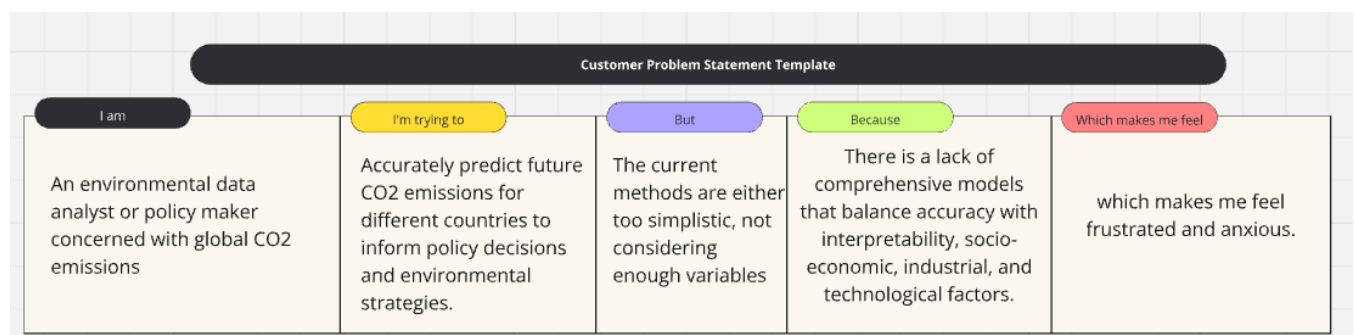 Customer Problem Statement Template
I am
An environmental data
analyst or policy maker
concerned with global CO2
emissions
I'm trying to
Accurately predict future
CO2 emissions for
different countries to
inform policy decisions
and environmental
strategies.
But
The current
methods are either
too simplistic, not
considering
enough variables
Because
There is a lack of
comprehensive models
that balance accuracy with
interpretability, socio-
economic, industrial, and
technological factors.
Which makes me feel
which makes me feel
frustrated and anxious.